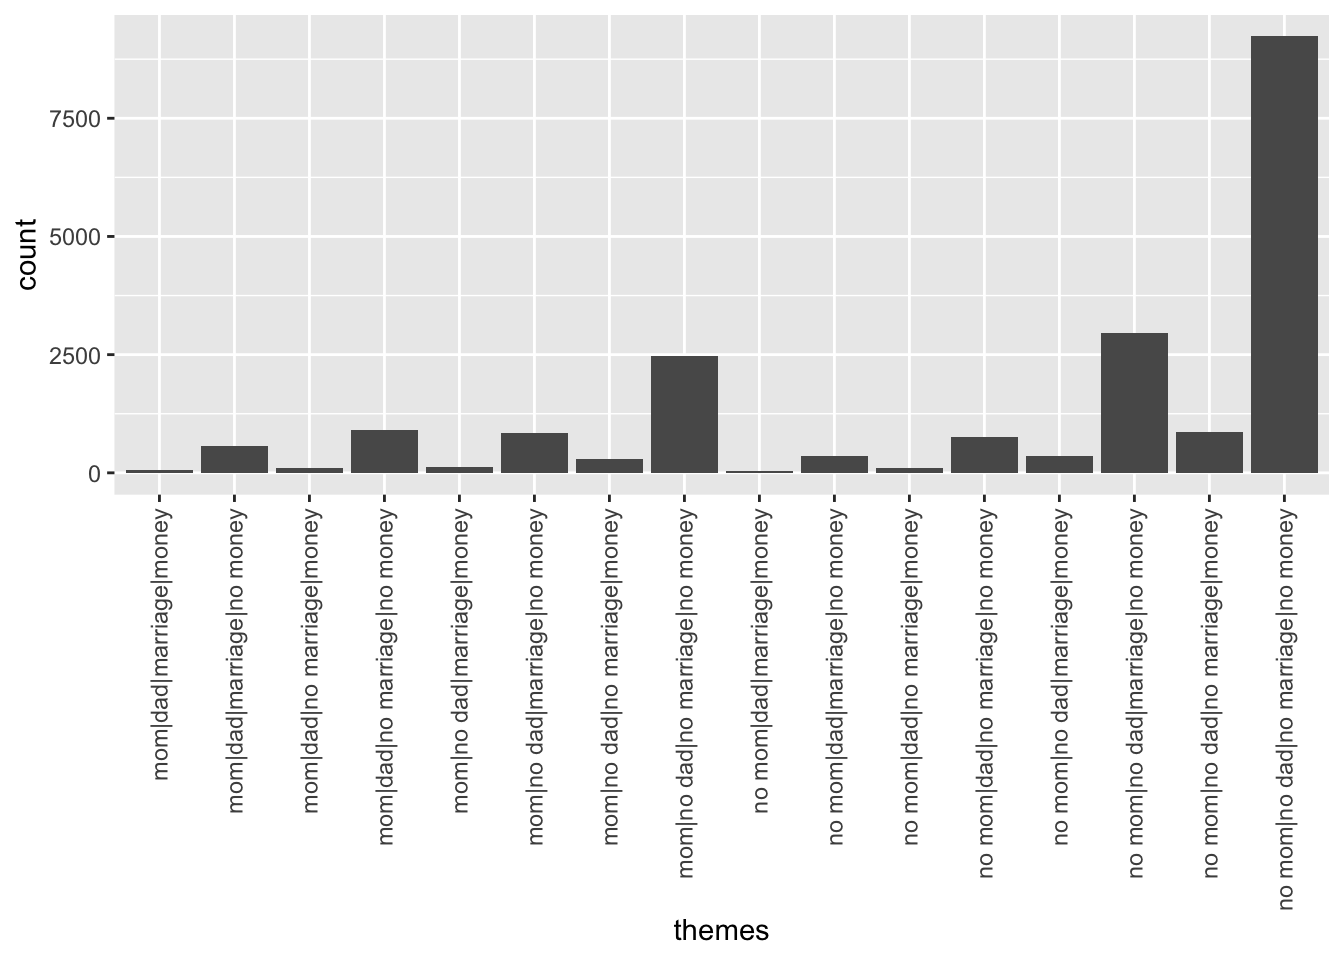 count
7500
5000
2500
0
mom|dad|marriage|money
mom|dad|marriage|no money
mom|dad|no marriage|money
mom|dad|no marriage|no money
mom|no dad|marriage|money
mom|no dad|marriage|no money
mom|no dad|no marriage|money
mom|no dad|no marriage|no money
no mom|dad|marriage|money
no mom|dad|marriage|no money
no mom|dad|no marriage|money
no mom|dad|no marriage|no money
no mom|no dad|marriage|money
no mom|no dad|marriage|no money
no mom|no dad|no marriage|money
no mom|no dad|no marriage|no money
themes